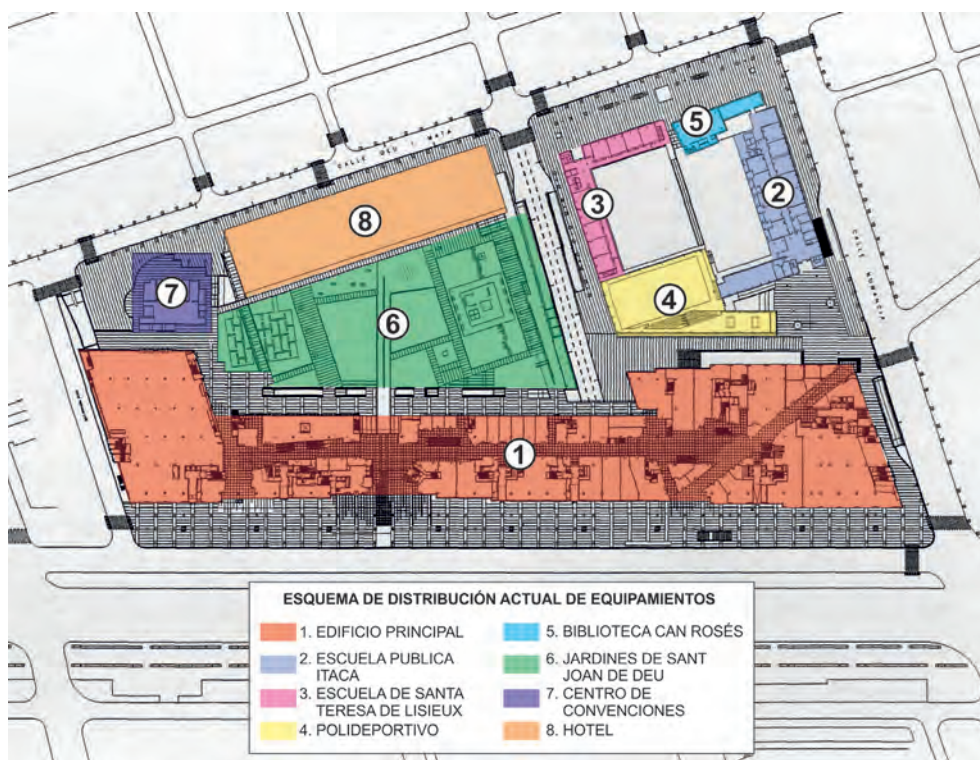 CALLE DEU I MATA
CALLE NUMANCIA
5
2
3
8
4
7
6
1
ESQUEMA DE DISTRIBUCIÓN ACTUAL DE EQUIPAMIENTOS
1. EDIFICIO PRINCIPAL
2. ESCUELA PUBLICA
ITACA
3. ESCUELA DE SANTA
TERESA DE LISIEUX
4. POLIDEPORTIVO
5. BIBLIOTECA CAN ROSÉS
6. JARDINES DE SANT
JOAN DE DEU
7. CENTRO DE
CONVENCIONES
8. HOTEL